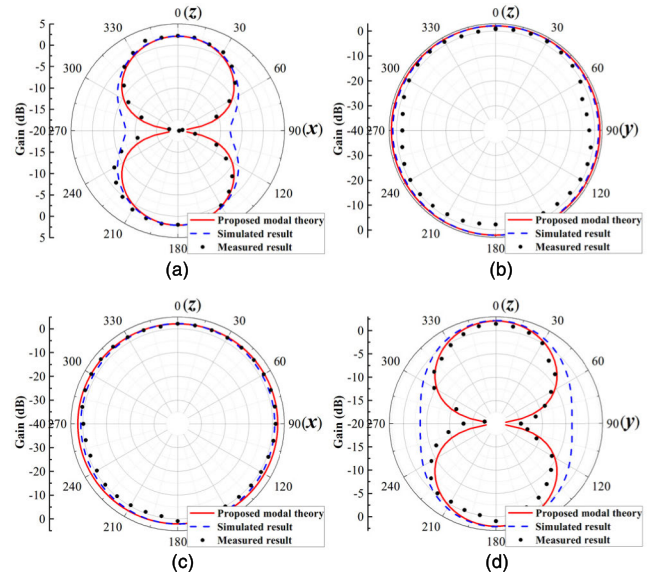 0(z)
330
30
300
60
270
90(x)
240
120
210
180
5
0
-5
-10
-15
-20
-15
-10
-5
0
5
Gain (dB)
Proposed modal theory
Simulated result
Measured result
(a)
0(z)
330
30
300
60
270
90(y)
240
120
210
180
0
-10
-20
-30
-40
-30
-20
-10
0
Gain (dB)
Proposed modal theory
Simulated result
Measured result
(b)
0(z)
330
30
300
60
270
90(x)
240
120
210
180
0
-10
-20
-30
-40
-30
-20
-10
0
Gain (dB)
Proposed modal theory
Simulated result
Measured result
(c)
0(z)
330
30
300
60
270
90(y)
240
120
210
180
0
-5
-10
-15
-20
-15
-10
-5
0
Gain (dB)
Proposed modal theory
Simulated result
Measured result
(d)